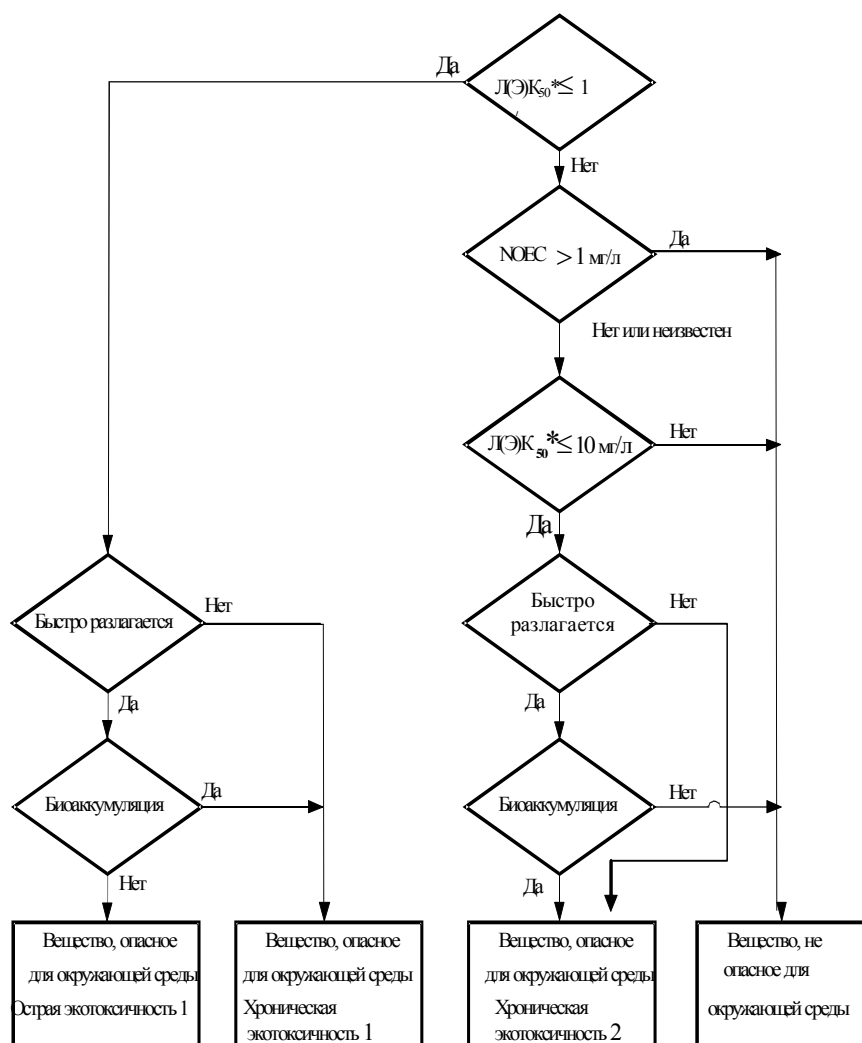 Да
Л(Э)К50*≤ 1
Нет
NOEC > 1 мг/л
Да
Нет или неизвестен
Л(Э)К 50*≤ 10 мг/л
Нет
Да
Быстро разлагается
Нет
Быстро
разлагается
Нет
Да
Да
Биоаккумуляция
Да
Биоаккумуляция
Нет
Нет
Да
Вещество, опасное
для окружающей среды
Острая экотоксичность 1
Вещество, опасное
для окружающей среды
Хроническая
экотоксичность 1
Вещество, опасное
для окружающей среды
Хроническая
экотоксичность 2
Вещество, не
опасное для
окружающей среды